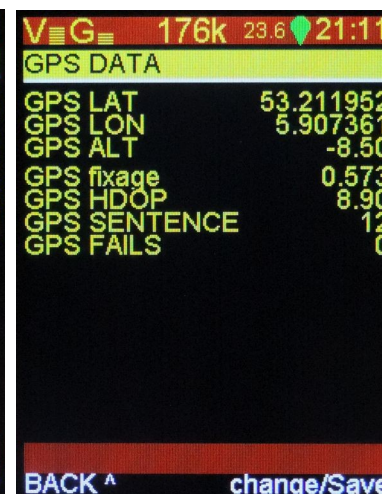 V G 176k 23.6 21:11
GPS DATA
GPS LAT 53.211952
GPS LON 5.907361
GPS ALT -8.50
GPS fixage 0.573
GPS HDOP 8.90
GPS SENTENCE 12
GPS FAILS 0
BACK ^ change/Save